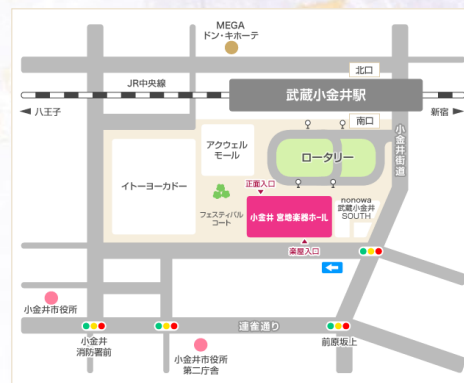 MEGA
ドン・キホーテ
北口
JR中央線
武蔵小金井駅
八王子
新宿
南口
小金井街道
アクウェル
モール
ロータリー
イトーヨーカドー
正面入口
フェスティバル
コート
小金井 宮地楽器ホール
nonowa
武蔵小金井
SOUTH
楽屋入口
小金井市役所
連雀通り
小金井
消防署前
前原坂上
小金井市役所
第二庁舎